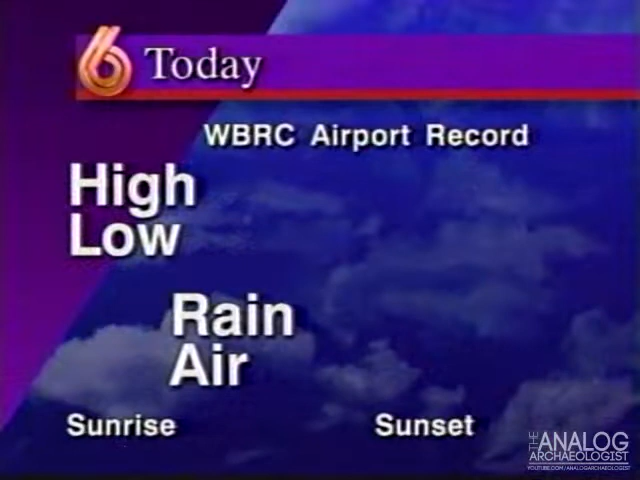 6 Today
WBRC Airport Record
High
Low
Rain
Air
Sunrise Sunset
THE ANALOG
ARCHAEOLOGIST
YOUTUBE.COM/ANALOGARCHAEOLOGIST